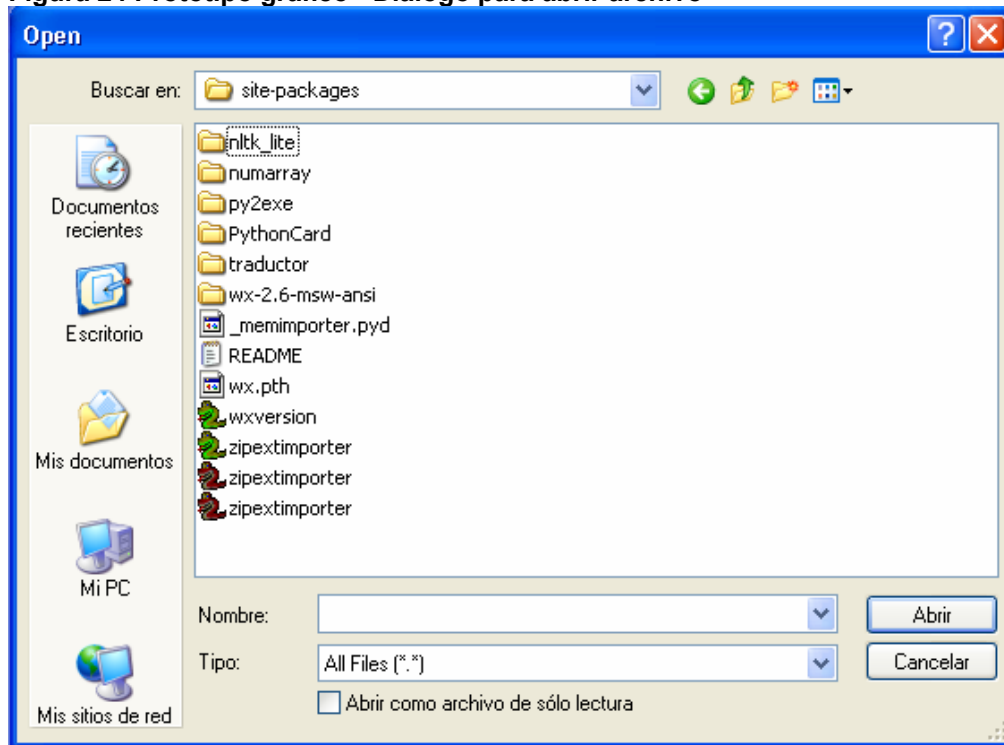 Open
Buscar en:
site-packages
Documentos
recientes
Escritorio
Mis documentos
Mi PC
Mis sitios de red
nltk_lite
numarray
py2exe
PythonCard
traductor
wx-2.6-msw-ansi
_memimporter.pyd
README
wx.pth
wxversion
zipextimporter
zipextimporter
zipextimporter
Nombre:
Abrir
Tipo:
All Files (*.*)
Cancelar
Abrir como archivo de sólo lectura